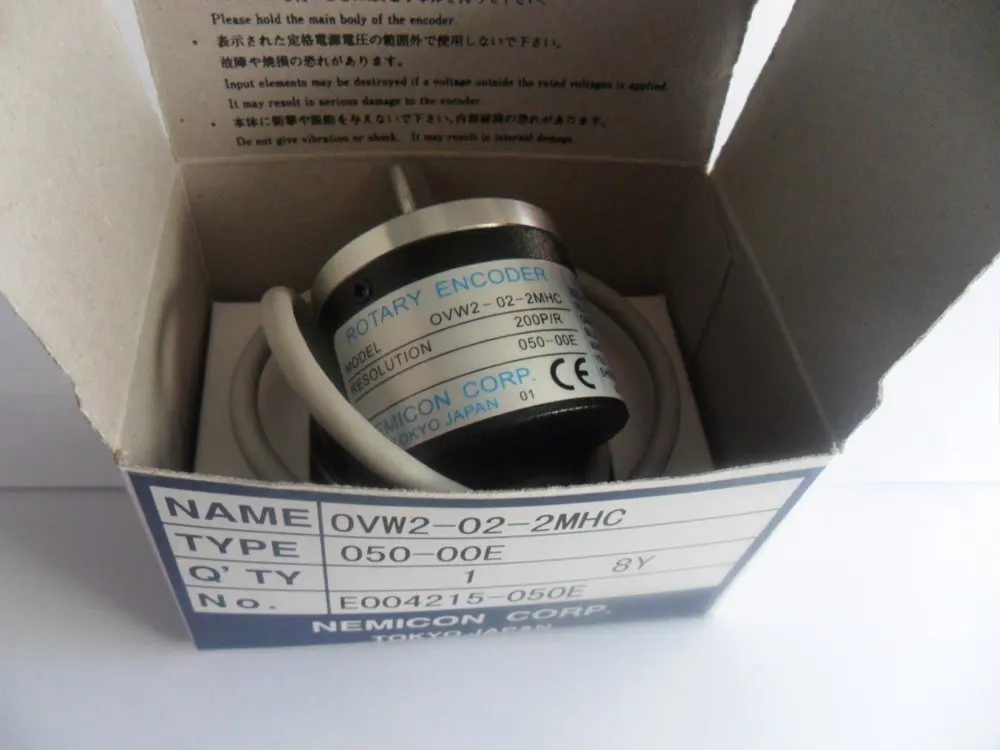 Please hold the main body of the encoder.
・ 表示された定格電源電圧の範囲外で使用しないで下さい。
故障や焼損の恐れがあります。
Input elements may be destroyed if a voltage outside the rated voltages is applied.
It may result in serious damage to the encoder.
・ 本体に衝撃や振動を与えないで下さい、内部破損の恐れがあります。
Do not give vibration or shock. It may result in internal damage.
ROTARY ENCODER
MODEL OVW2-02-2MHC
RESOLUTION 200P/R
050-00E
NEMICON CORP. CE
TOKYO JAPAN 01
NAME OVW2-02-2MHC
TYPE 050-00E
Q'TY 1 8Y
No. E004215-050E
NEMICON CORP.
TOKYO JAPAN